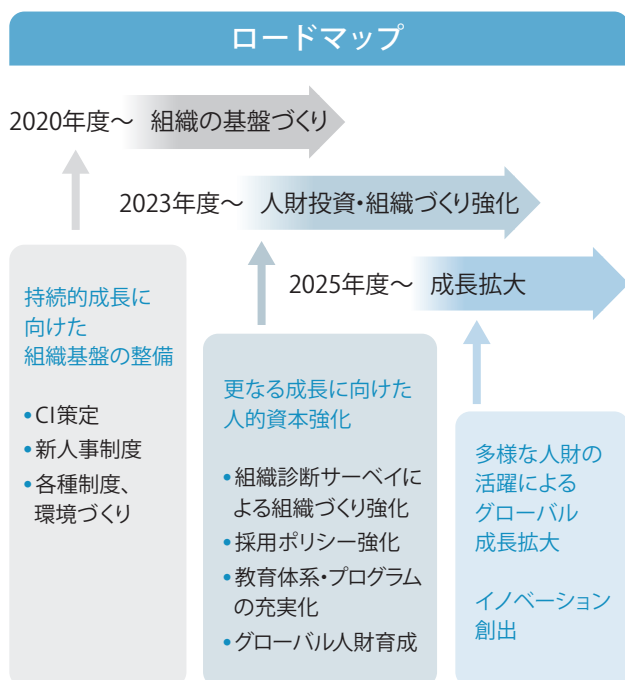 ロードマップ
2020年度〜 組織の基盤づくり
2023年度〜 人財投資・組織づくり強化
2025年度〜 成長拡大
持続的成長に
向けた
組織基盤の整備
•CI策定
•新人事制度
•各種制度、
環境づくり
更なる成長に向けた
人的資本強化
•組織診断サーベイに
よる組織づくり強化
•採用ポリシー強化
•教育体系・プログラム
の充実化
•グローバル人財育成
多様な人財の
活躍による
グローバル
成長拡大
イノベーション
創出